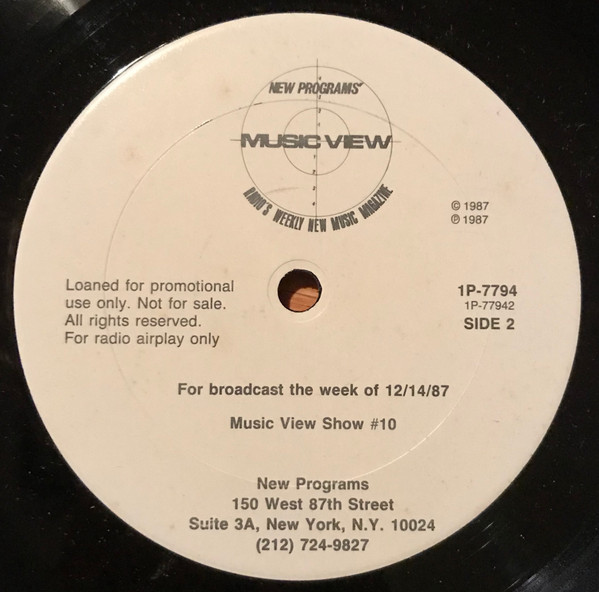 NEW PROGRAMS'
MUSIC VIEW
RADIO'S WEEKLY NEW MUSIC MAGAZINE
© 1987
℗ 1987
Loaned for promotional
use only. Not for sale.
All rights reserved.
For radio airplay only
1P-7794
1P-77942
SIDE 2
For broadcast the week of 12/14/87
Music View Show #10
New Programs
150 West 87th Street
Suite 3A, New York, N.Y. 10024
(212) 724-9827